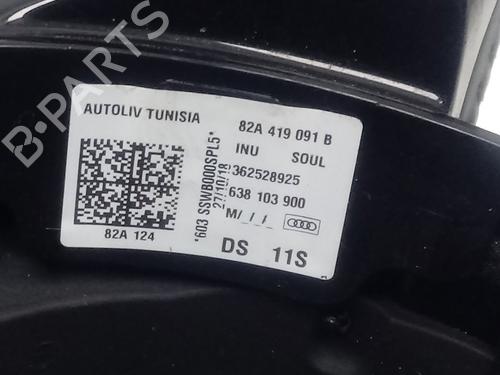 B-PARTS
AUTOLIV TUNISIA
82A 419 091 B
INU SOUL
362528925
638 103 900
M/_/_/_
DS 11S
82A 124
*603 SSWB000SPL5*
27/10/18